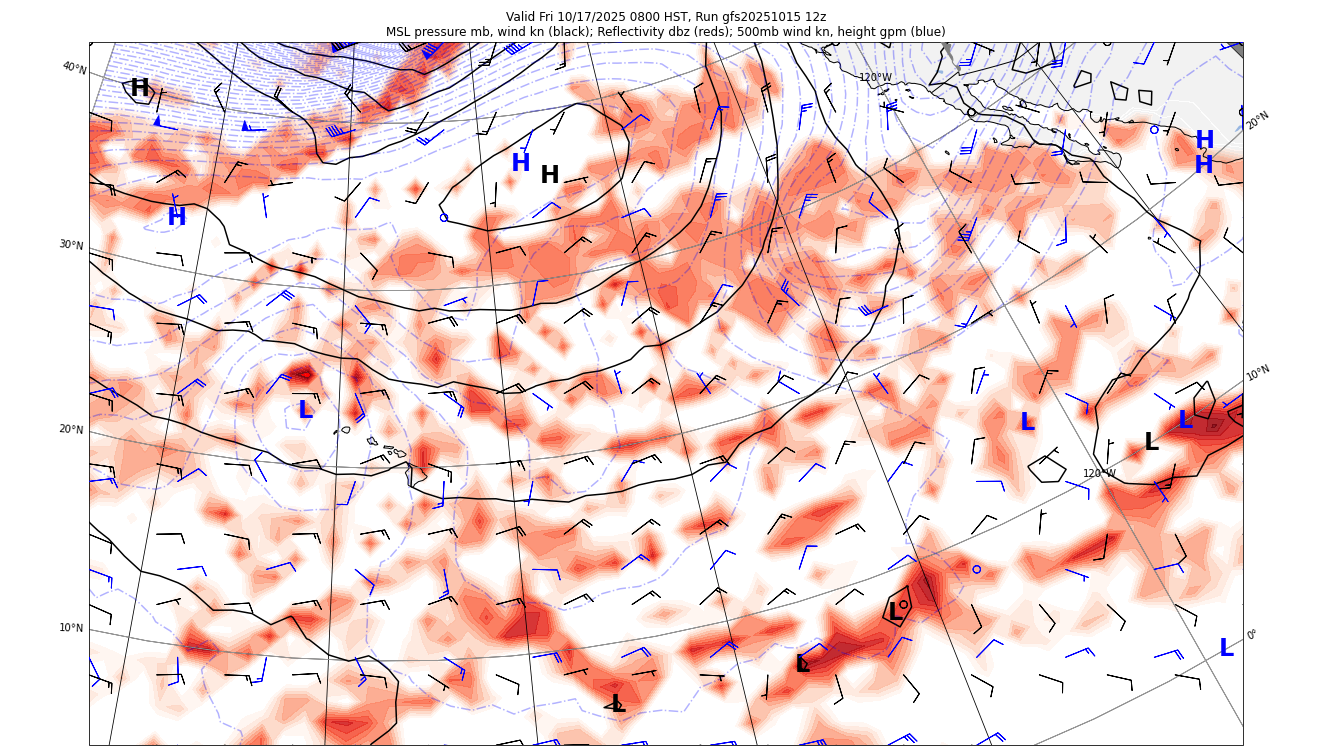 Valid Fri 10/17/2025 0800 HST, Run gfs20251015 12z
MSL pressure mb, wind kn (black); Reflectivity dbz (reds); 500mb wind kn, height gpm (blue)
40°N
120°W
H
20°N
H
H
H
H
H
30°N
10°N
L
L
L
L
20°N
120°W
L
10°N
0°
L
L
L